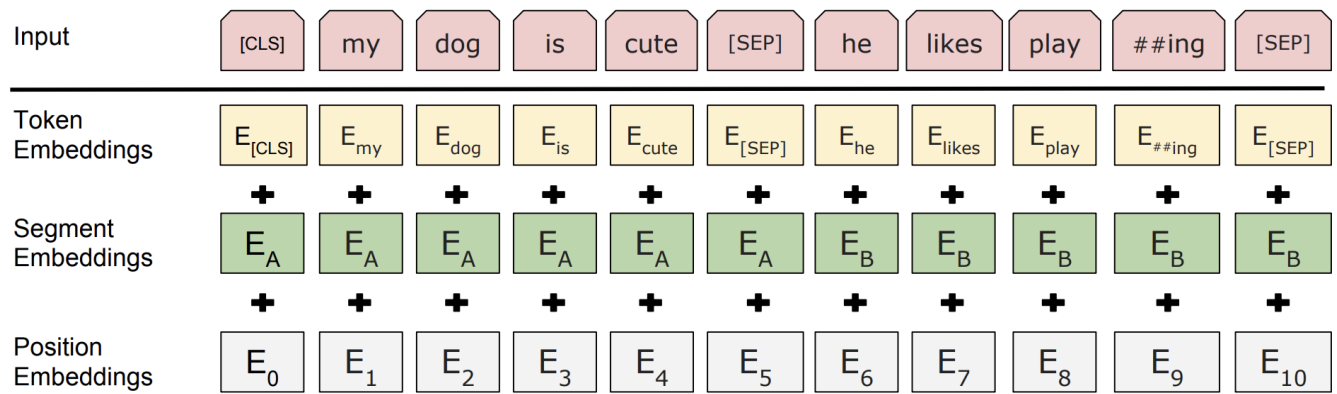 Input [CLS] my dog is cute [SEP] he likes play ##ing [SEP]
Token
Embeddings
E[CLS] Emy Edog Eis Ecute E[SEP] Ehe Elikes Eplay E##ing E[SEP]
+ + + + + + + + + + +
Segment
Embeddings
EA EA EA EA EA EA EB EB EB EB EB
+ + + + + + + + + + +
Position
Embeddings
E0 E1 E2 E3 E4 E5 E6 E7 E8 E9 E10